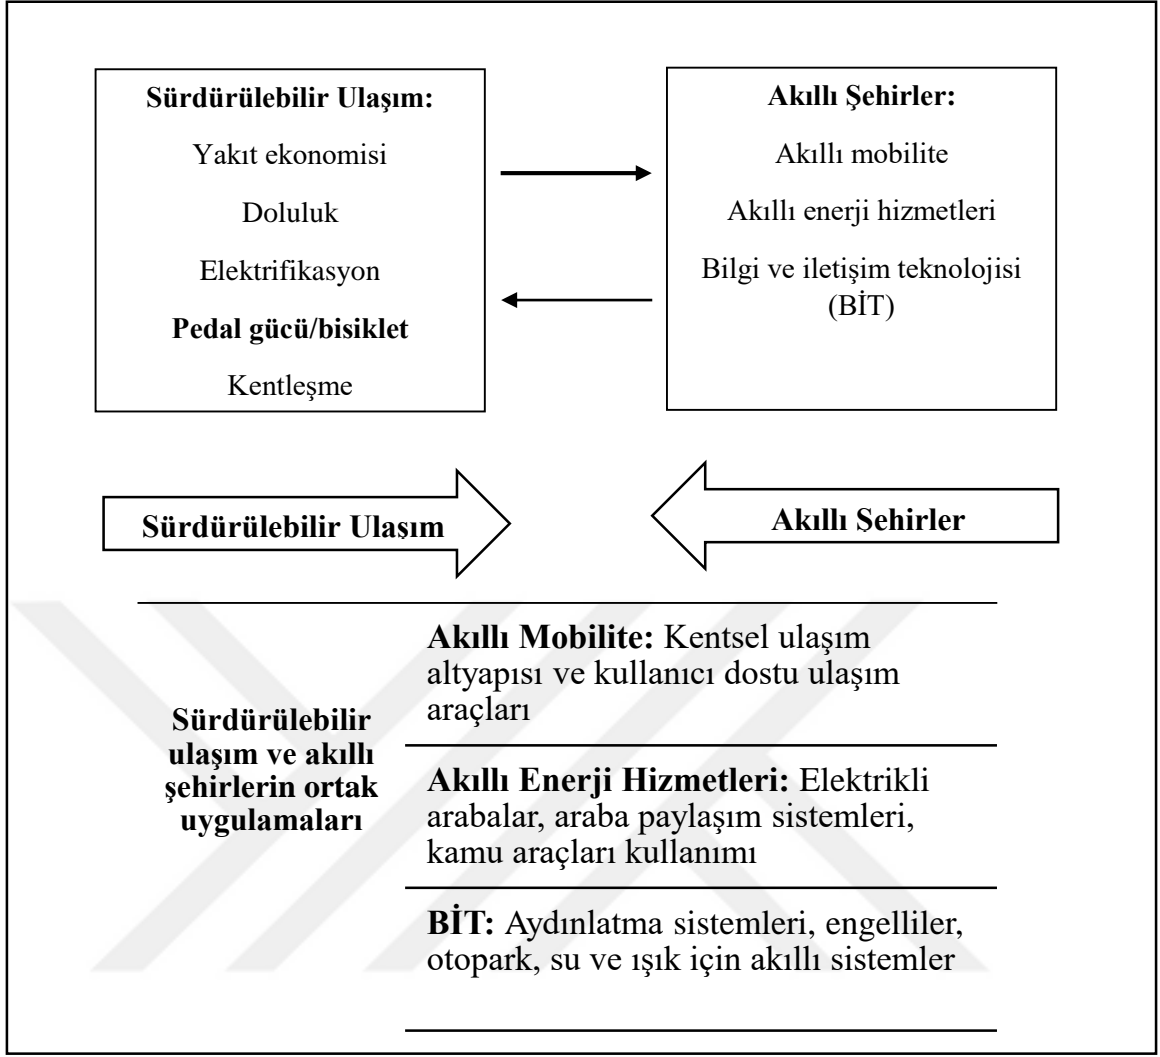 Sürdürülebilir Ulaşım:
Yakıt ekonomisi
Doluluk
Elektrifikasyon
Pedal gücü/bisiklet
Kentleşme
Akıllı Şehirler:
Akıllı mobilite
Akıllı enerji hizmetleri
Bilgi ve iletişim teknolojisi
(BİT)
Sürdürülebilir Ulaşım
Akıllı Şehirler
Sürdürülebilir
ulaşım ve akıllı
şehirlerin ortak
uygulamaları
Akıllı Mobilite: Kentsel ulaşım
altyapısı ve kullanıcı dostu ulaşım
araçları
Akıllı Enerji Hizmetleri: Elektrikli
arabalar, araba paylaşım sistemleri,
kamu araçları kullanımı
BİT: Aydınlatma sistemleri, engelliler,
otopark, su ve ışık için akıllı sistemler